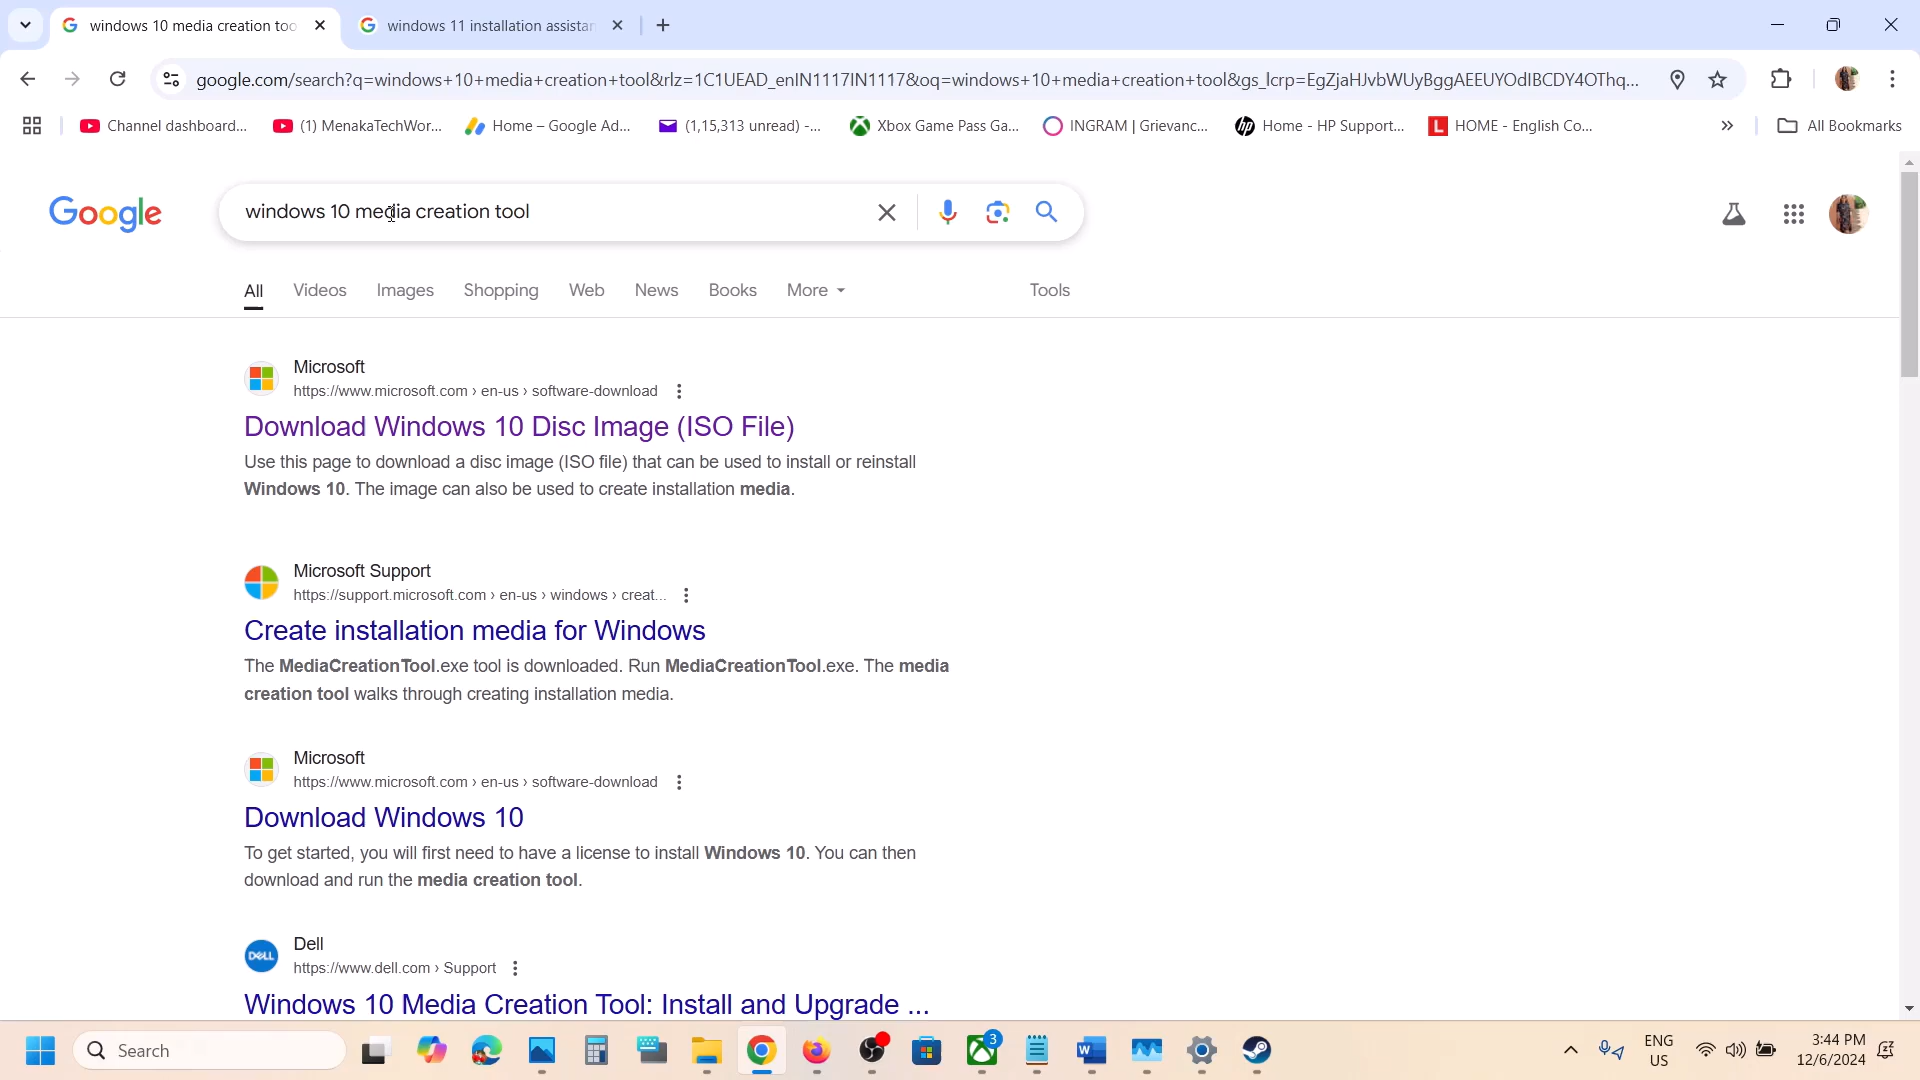 windows 10 media creation too
windows 11 installation assistan
google.com/search?q=windows+10+media+creation+tool&rlz=1C1UEAD_enIN1117IN1117&oq=windows+10+media+creation+tool&gs_lcrp=EgZjaHJvbWUyBggAEEUYOdIBCDY4OThq...
Channel dashboard...
(1) MenakaTechWor...
Home – Google Ad...
(1,15,313 unread) -...
Xbox Game Pass Ga...
INGRAM | Grievanc...
Home - HP Support...
HOME - English Co...
All Bookmarks
Google
windows 10 media creation tool
All
Videos
Images
Shopping
Web
News
Books
More
Tools
Microsoft
https://www.microsoft.com › en-us › software-download
Download Windows 10 Disc Image (ISO File)
Use this page to download a disc image (ISO file) that can be used to install or reinstall
Windows 10. The image can also be used to create installation media.
Microsoft Support
https://support.microsoft.com › en-us › windows › creat...
Create installation media for Windows
The MediaCreationTool.exe tool is downloaded. Run MediaCreationTool.exe. The media
creation tool walks through creating installation media.
Microsoft
https://www.microsoft.com › en-us › software-download
Download Windows 10
To get started, you will first need to have a license to install Windows 10. You can then
download and run the media creation tool.
DELL
Dell
https://www.dell.com › Support
Windows 10 Media Creation Tool: Install and Upgrade ...
Search
3
ENG
US
3:44 PM
12/6/2024